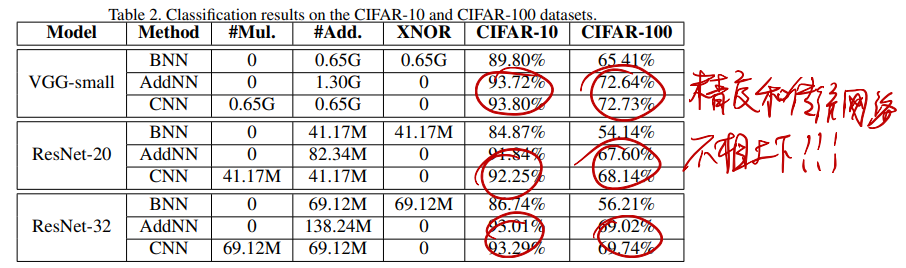 Table 2. Classification results on the CIFAR-10 and CIFAR-100 datasets.
Model Method #Mul. #Add. XNOR CIFAR-10 CIFAR-100
BNN 0 0.65G 0.65G 89.80% 65.41%
VGG-small AddNN 0 1.30G 0 93.72% 72.64%
CNN 0.65G 0.65G 0 93.80% 72.73%
BNN 0 41.17M 41.17M 84.87% 54.14%
ResNet-20 AddNN 0 82.34M 0 91.84% 67.60%
CNN 41.17M 41.17M 0 92.25% 68.14%
BNN 0 69.12M 69.12M 86.74% 56.21%
ResNet-32 AddNN 0 138.24M 0 93.01% 69.02%
CNN 69.12M 69.12M 0 93.29% 69.74%
精度和传统网络
不相上下!!!